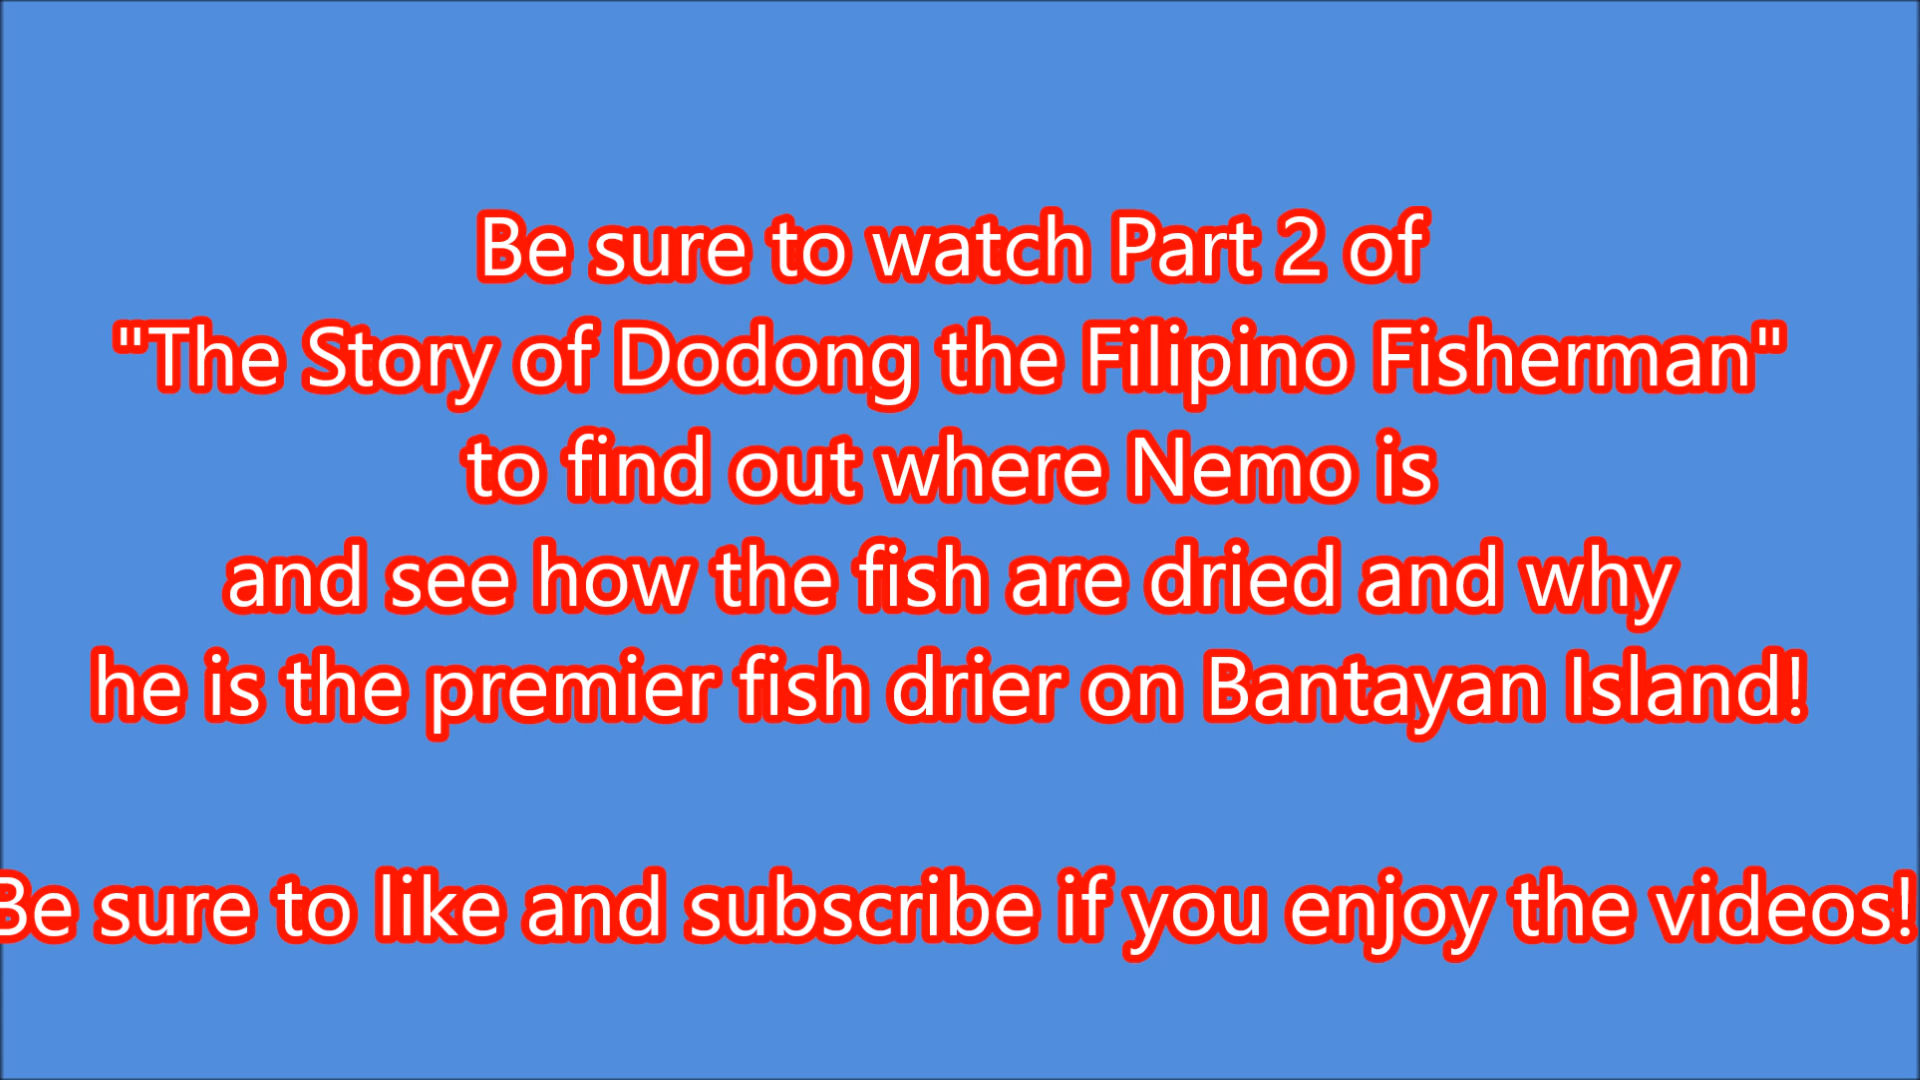 Be sure to watch Part 2 of
"The Story of Dodong the Filipino Fisherman"
to find out where Nemo is
and see how the fish are dried and why
he is the premier fish drier on Bantayan Island!
Be sure to like and subscribe if you enjoy the videos!